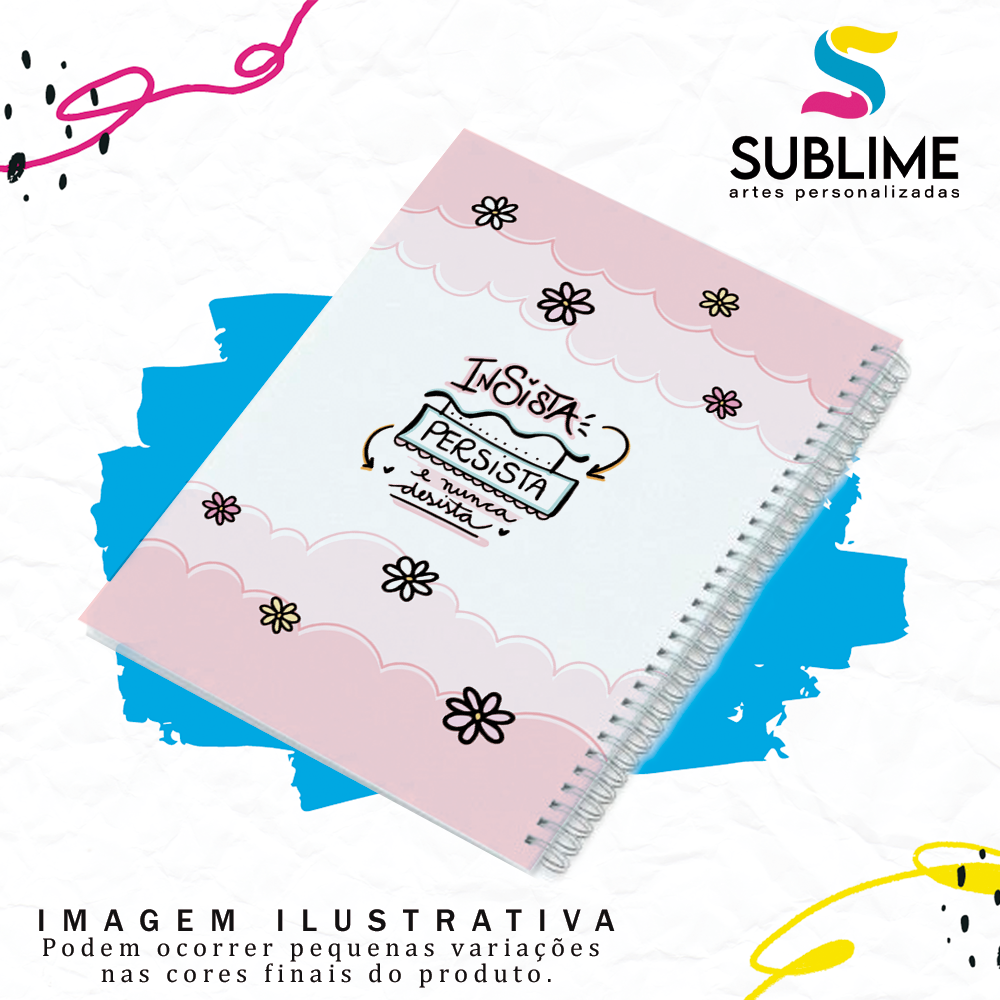 SUBLIME
artes personalizadas
INSiSTA
PERSiSTA
e nunca
desista
IMAGEM ILUSTRATIVA
Podem ocorrer pequenas variações
nas cores finais do produto.